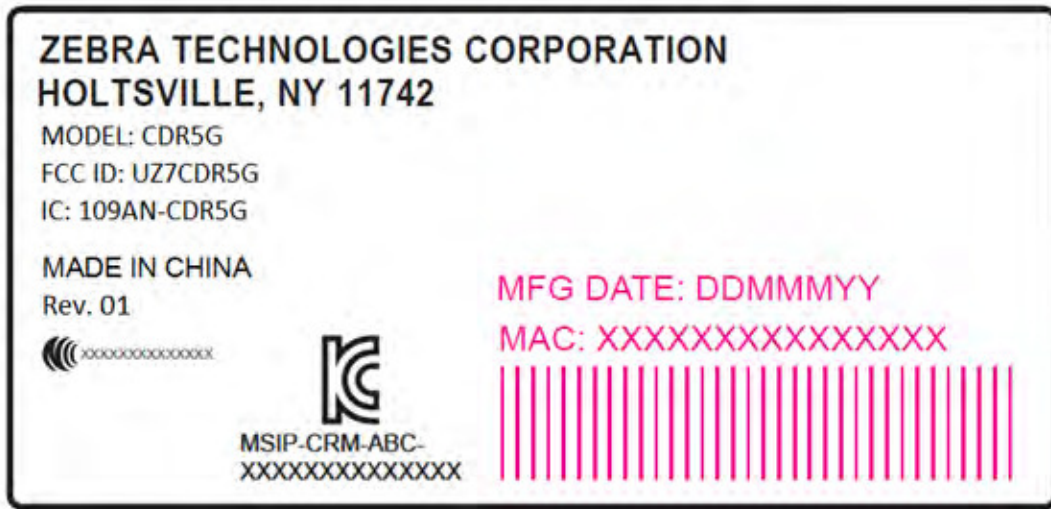 ZEBRA TECHNOLOGIES CORPORATION
HOLTSVILLE, NY 11742
MODEL: CDR5G
FCC ID: UZ7CDR5G
IC: 109AN-CDR5G
MADE IN CHINA
Rev. 01
XXXXXXXXXXXXXX
MSIP-CRM-ABC-
XXXXXXXXXXXXXX
MFG DATE: DDMMMYY
MAC: XXXXXXXXXXXXXXX